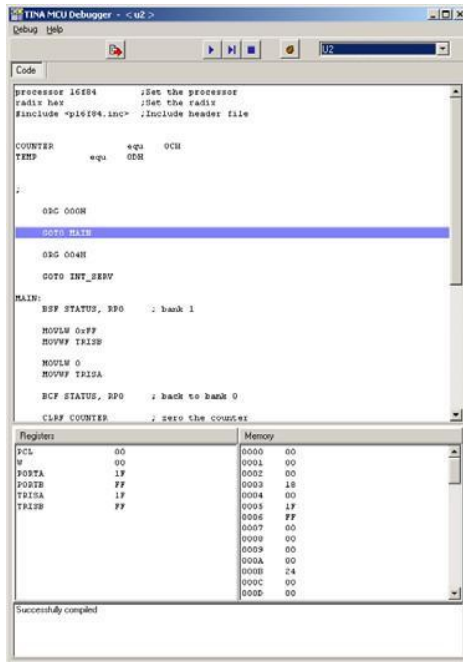 TINA MCU Debugger - < u2 >
Debug Help
U2
Code
processor 16f84 ;Set the processor
radix hex ;Set the radix
#include <p16f84.inc> ;Include header file
COUNTER equ 0CH
TEMP equ 0DH
;
ORG 000H
GOTO MAIN
ORG 004H
GOTO INT_SERV
MAIN:
BSF STATUS, RP0 ; bank 1
MOVLW 0xFF
MOVWF TRISB
MOVLW 0
MOVWF TRISA
BCF STATUS, RP0 ; back to bank 0
CLRF COUNTER ; zero the counter
Registers Memory
PCL 00 0000 00
W 00 0001 00
PORTA 1F 0002 00
PORTB FF 0003 18
TRISA 1F 0004 00
TRISB FF 0005 1F
0006 FF
0007 00
0008 00
0009 00
000A 00
000B 24
000C 00
000D 00
Successfully compiled